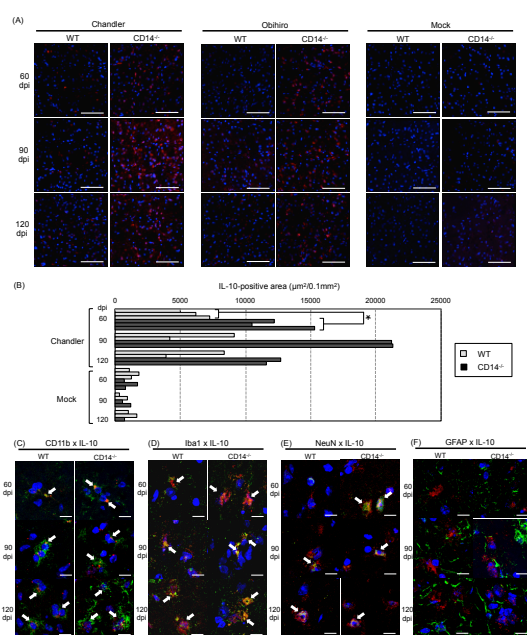 (A)
Chandler Obihiro Mock
WT CD14-/- WT CD14-/- WT CD14-/-
60 dpi
90 dpi
120 dpi
(B)
IL-10-positive area (µm²/0.1mm²)
dpi 0 5000 10000 15000 20000 25000
60
*
Chandler 90
120
60
Mock 90
120
WT
CD14-/-
(C) CD11b x IL-10 (D) Iba1 x IL-10 (E) NeuN x IL-10 (F) GFAP x IL-10
WT CD14-/- WT CD14-/- WT CD14-/- WT CD14-/-
60 dpi 60 dpi 60 dpi 60 dpi
90 dpi 90 dpi 90 dpi 90 dpi
120 dpi 120 dpi 120 dpi 120 dpi